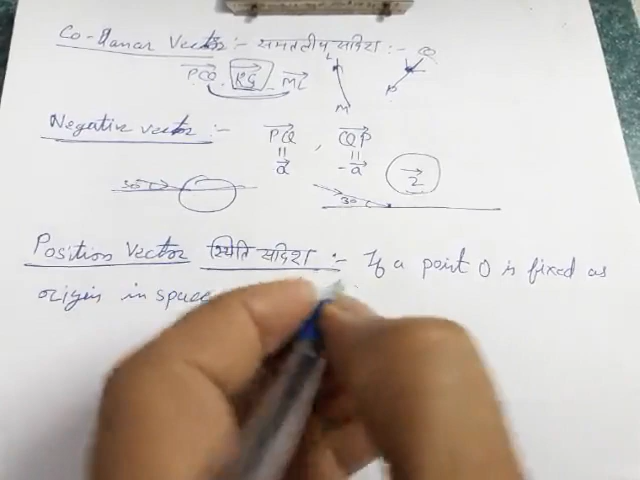 Co-Planar Vector :- समतलीय सदिश :-
PQ, RS, ML L M Q P
Negative vector :- PQ, QP
a -a
30 30 2
Position Vector स्थिति सदिश :- If a point O is fixed as
origin in space